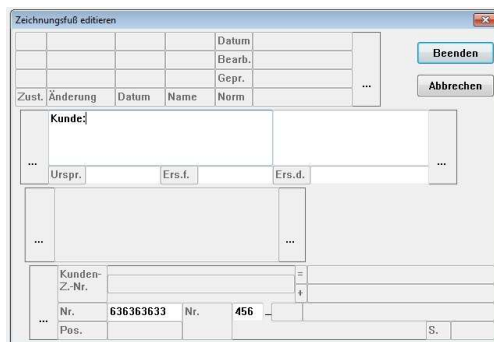 Zeichnungsfuß editieren
Datum
Bearb.
Beenden
Gepr.
...
Abbrechen
Zust. Änderung Datum Name Norm
Kunde:
... ...
Urspr. Ers.f. Ers.d.
... ...
Kunden- =
Z.-Nr. +
Nr. 636363633 Nr. 456 _
...
Pos. S.